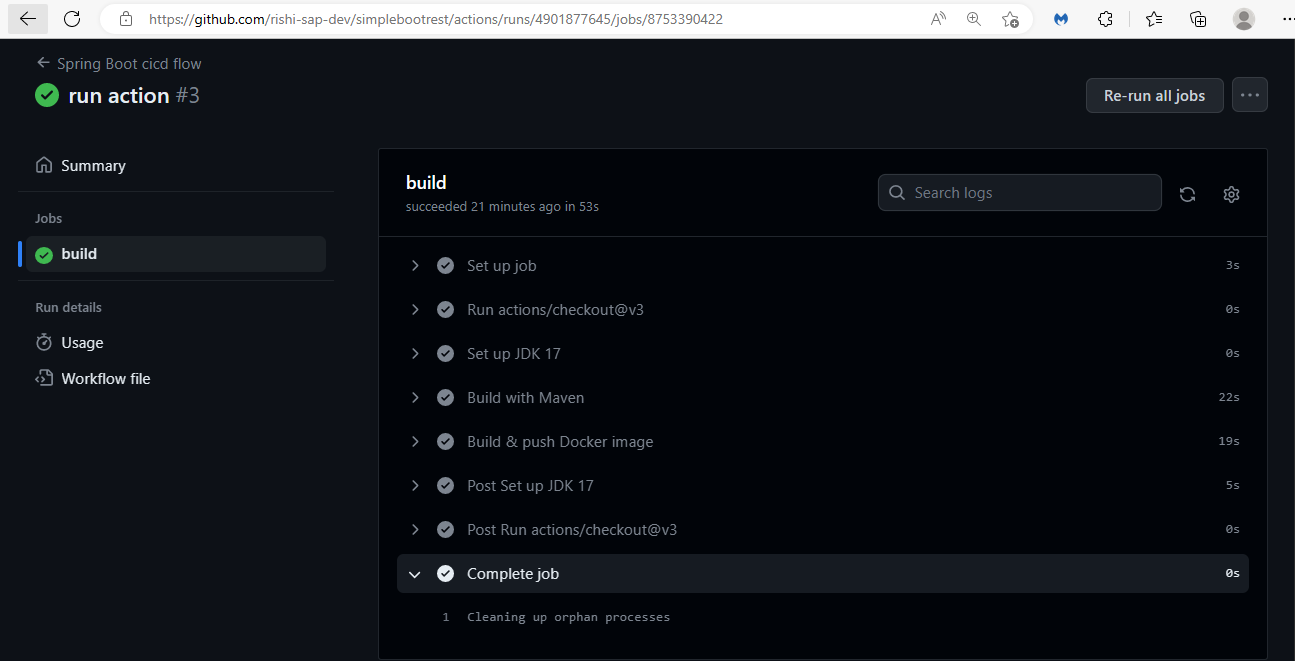 https://github.com/rishi-sap-dev/simplebootrest/actions/runs/4901877645/jobs/8753390422
Spring Boot cicd flow
run action #3
Re-run all jobs
Summary
Jobs
build
Run details
Usage
Workflow file
build
succeeded 21 minutes ago in 53s
Search logs
Set up job 3s
Run actions/checkout@v3 0s
Set up JDK 17 0s
Build with Maven 22s
Build & push Docker image 19s
Post Set up JDK 17 5s
Post Run actions/checkout@v3 0s
Complete job 0s
1 Cleaning up orphan processes